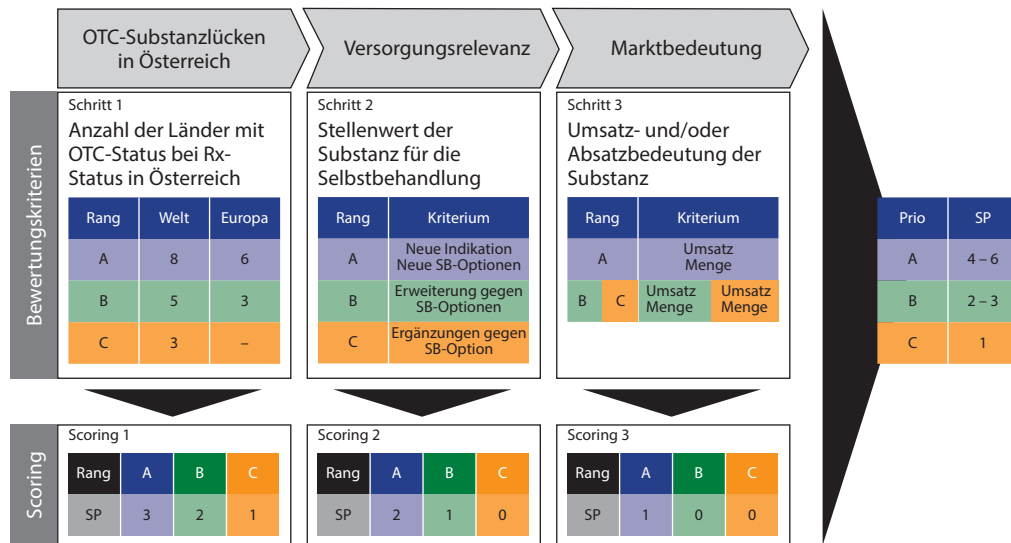 OTC-Substanzlücken
in Österreich
Versorgungsrelevanz
Marktbedeutung
Bewertungskriterien
Schritt 1
Anzahl der Länder mit
OTC-Status bei Rx-
Status in Österreich
Rang Welt Europa
A 8 6
B 5 3
C 3 –
Schritt 2
Stellenwert der
Substanz für die
Selbstbehandlung
Rang Kriterium
A Neue Indikation
Neue SB-Optionen
B Erweiterung gegen
SB-Optionen
C Ergänzungen gegen
SB-Option
Schritt 3
Umsatz- und/oder
Absatzbedeutung der
Substanz
Rang Kriterium
A Umsatz
Menge
B C Umsatz Umsatz
Menge Menge
Prio SP
A 4 – 6
B 2 – 3
C 1
Scoring
Scoring 1
Rang A B C
SP 3 2 1
Scoring 2
Rang A B C
SP 2 1 0
Scoring 3
Rang A B C
SP 1 0 0